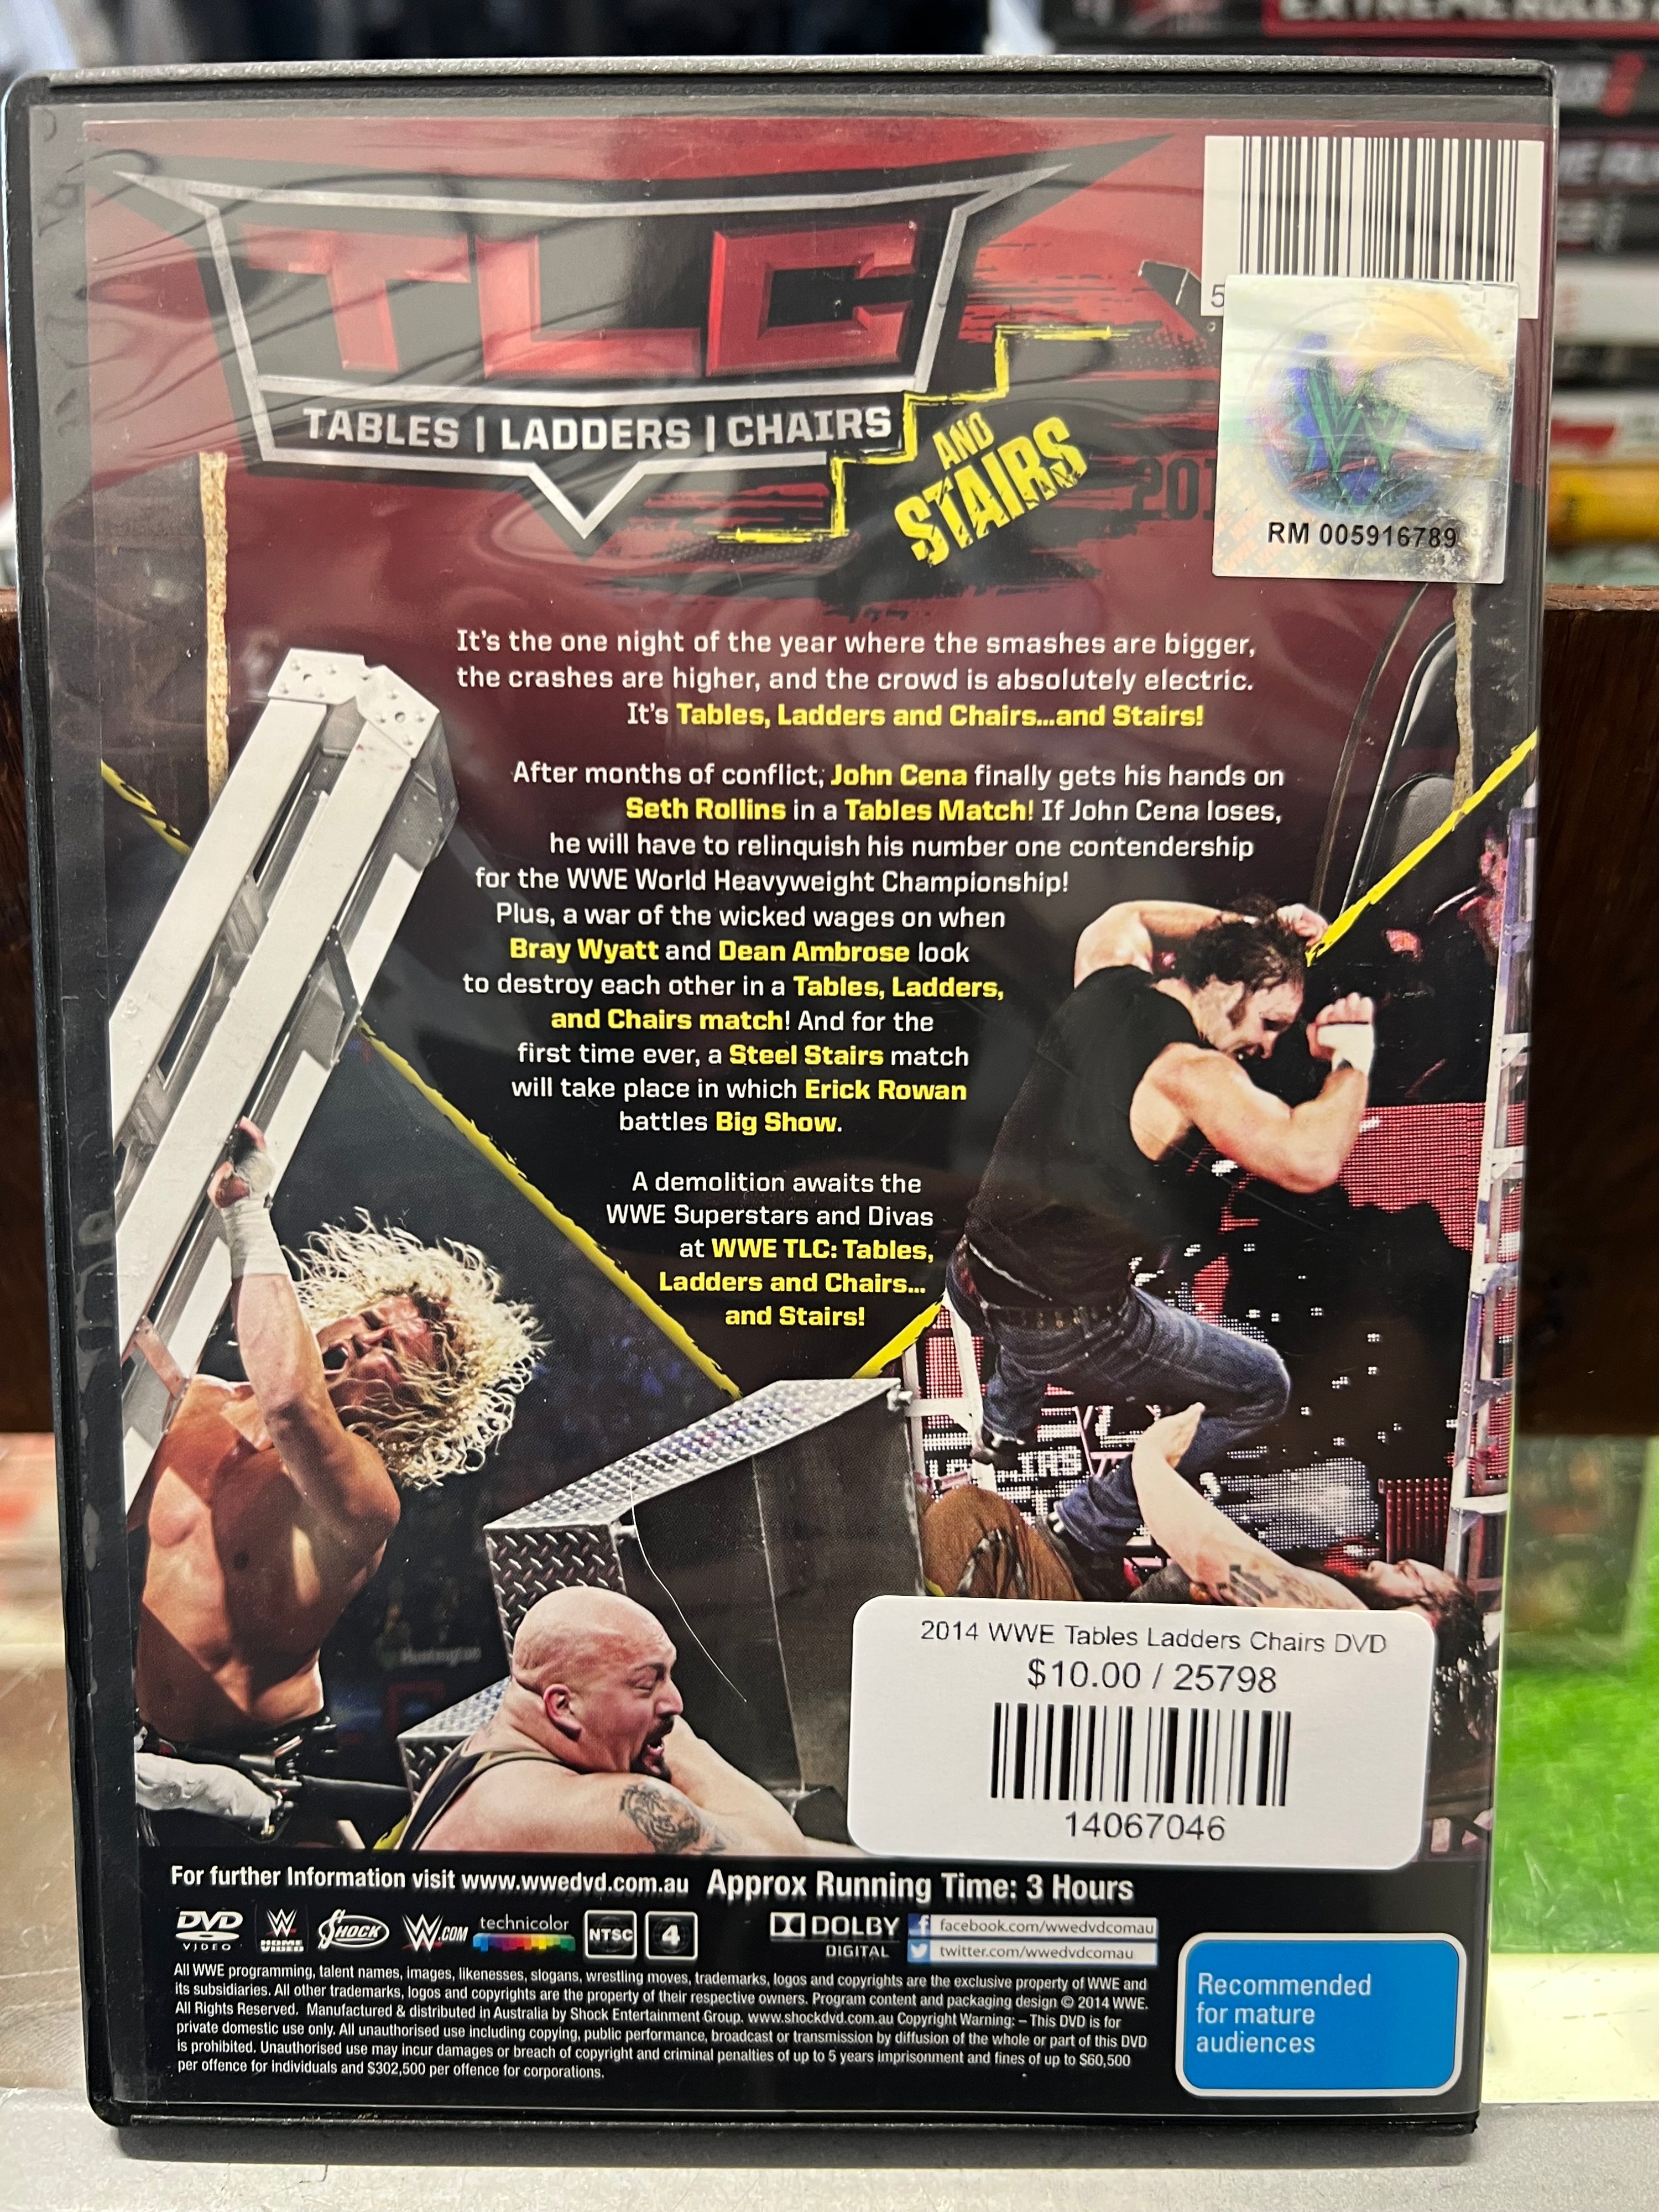 TLC
TABLES | LADDERS | CHAIRS
AND
STAIRS
5
RM 005916789
It's the one night of the year where the smashes are bigger,
the crashes are higher, and the crowd is absolutely electric.
It's Tables, Ladders and Chairs...and Stairs!
After months of conflict, John Cena finally gets his hands on
Seth Rollins in a Tables Match! If John Cena loses,
he will have to relinquish his number one contendership
for the WWE World Heavyweight Championship!
Plus, a war of the wicked wages on when
Bray Wyatt and Dean Ambrose look
to destroy each other in a Tables, Ladders,
and Chairs match! And for the
first time ever, a Steel Stairs match
will take place in which Erick Rowan
battles Big Show.
A demolition awaits the
WWE Superstars and Divas
at WWE TLC: Tables,
Ladders and Chairs...
and Stairs!
2014 WWE Tables Ladders Chairs DVD
$10.00 / 25798
14067046
For further Information visit www.wwedvd.com.au Approx Running Time: 3 Hours
DVD VIDEO W HOME VIDEO SHOCK W.COM technicolor NTSC 4 DOLBY DIGITAL facebook.com/wwedvdcomau
twitter.com/wwedvdcomau
All WWE programming, talent names, images, likenesses, slogans, wrestling moves, trademarks, logos and copyrights are the exclusive property of WWE and
its subsidiaries. All other trademarks, logos and copyrights are the property of their respective owners. Program content and packaging design © 2014 WWE.
All Rights Reserved. Manufactured & distributed in Australia by Shock Entertainment Group. www.shockdvd.com.au Copyright Warning: – This DVD is for
private domestic use only. All unauthorised use including copying, public performance, broadcast or transmission by diffusion of the whole or part of this DVD
is prohibited. Unauthorised use may incur damages or breach of copyright and criminal penalties of up to 5 years imprisonment and fines of up to $60,500
per offence for individuals and $302,500 per offence for corporations.
Recommended
for mature
audiences